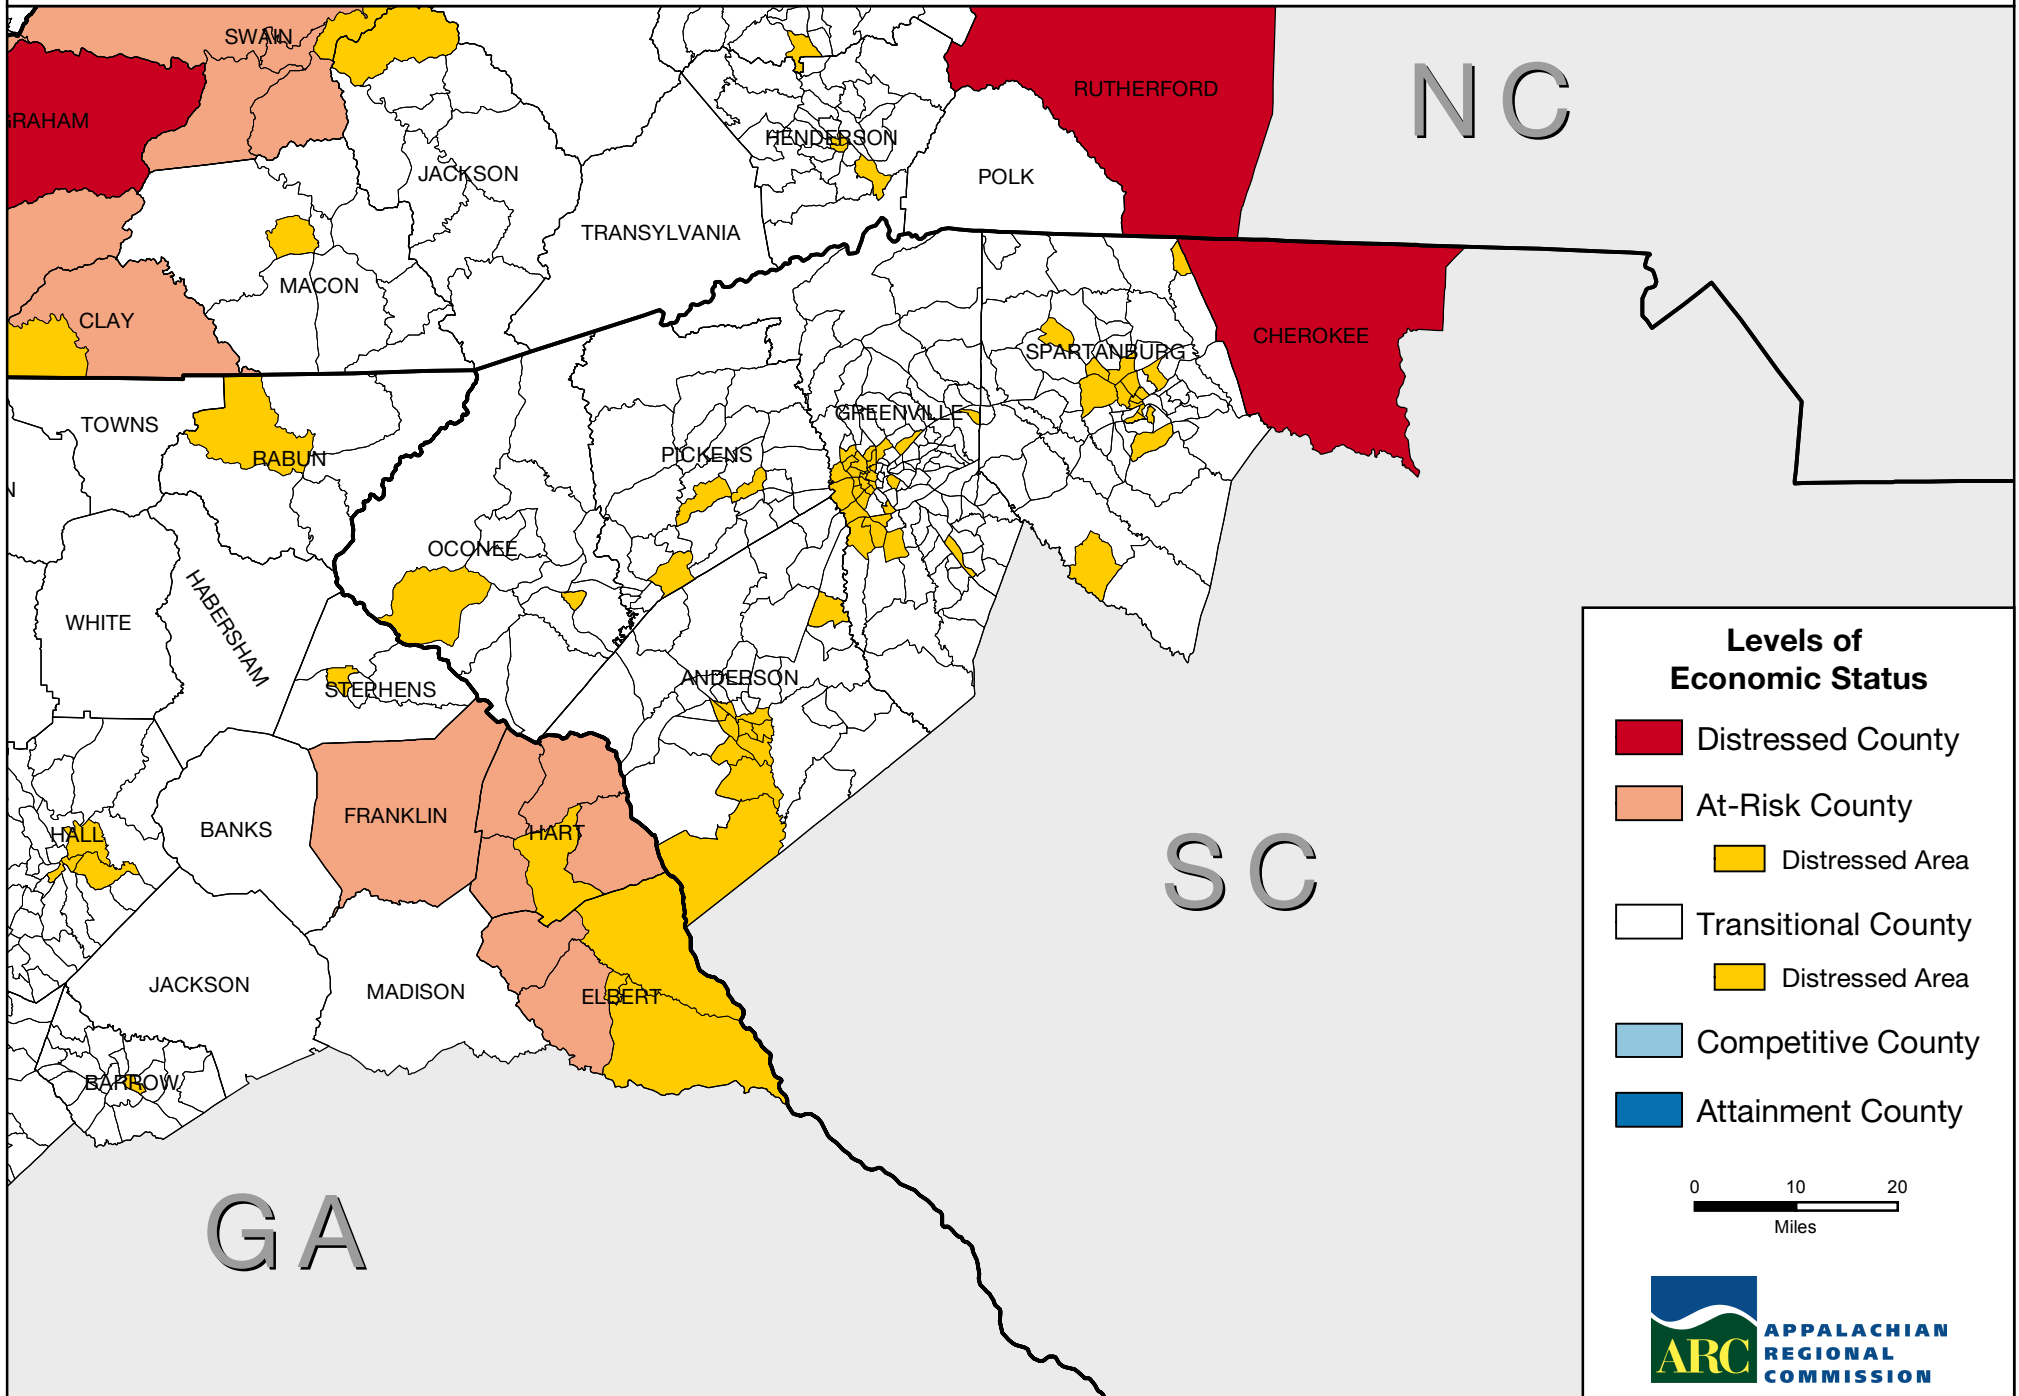 SWAIN
RUTHERFORD
NC
GRAHAM
HENDERSON
JACKSON
POLK
TRANSYLVANIA
MACON
CLAY
CHEROKEE
SPARTANBURG
TOWNS
GREENVILLE
RABUN
PICKENS
N
OCONEE
WHITE
HABERSHAM
STEPHENS
ANDERSON
FRANKLIN
BANKS
HART
HALL
SC
JACKSON
MADISON
ELBERT
BARROW
GA
Levels of
Economic Status
Distressed County
At-Risk County
Distressed Area
Transitional County
Distressed Area
Competitive County
Attainment County
0 10 20
Miles
ARC
APPALACHIAN
REGIONAL
COMMISSION